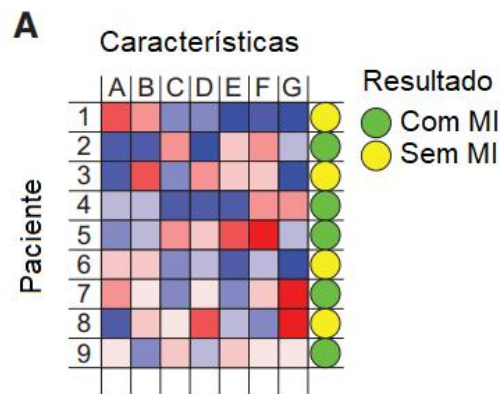 A
Características
A B C D E F G
Resultado
Com MI
Sem MI
Paciente
1
2
3
4
5
6
7
8
9